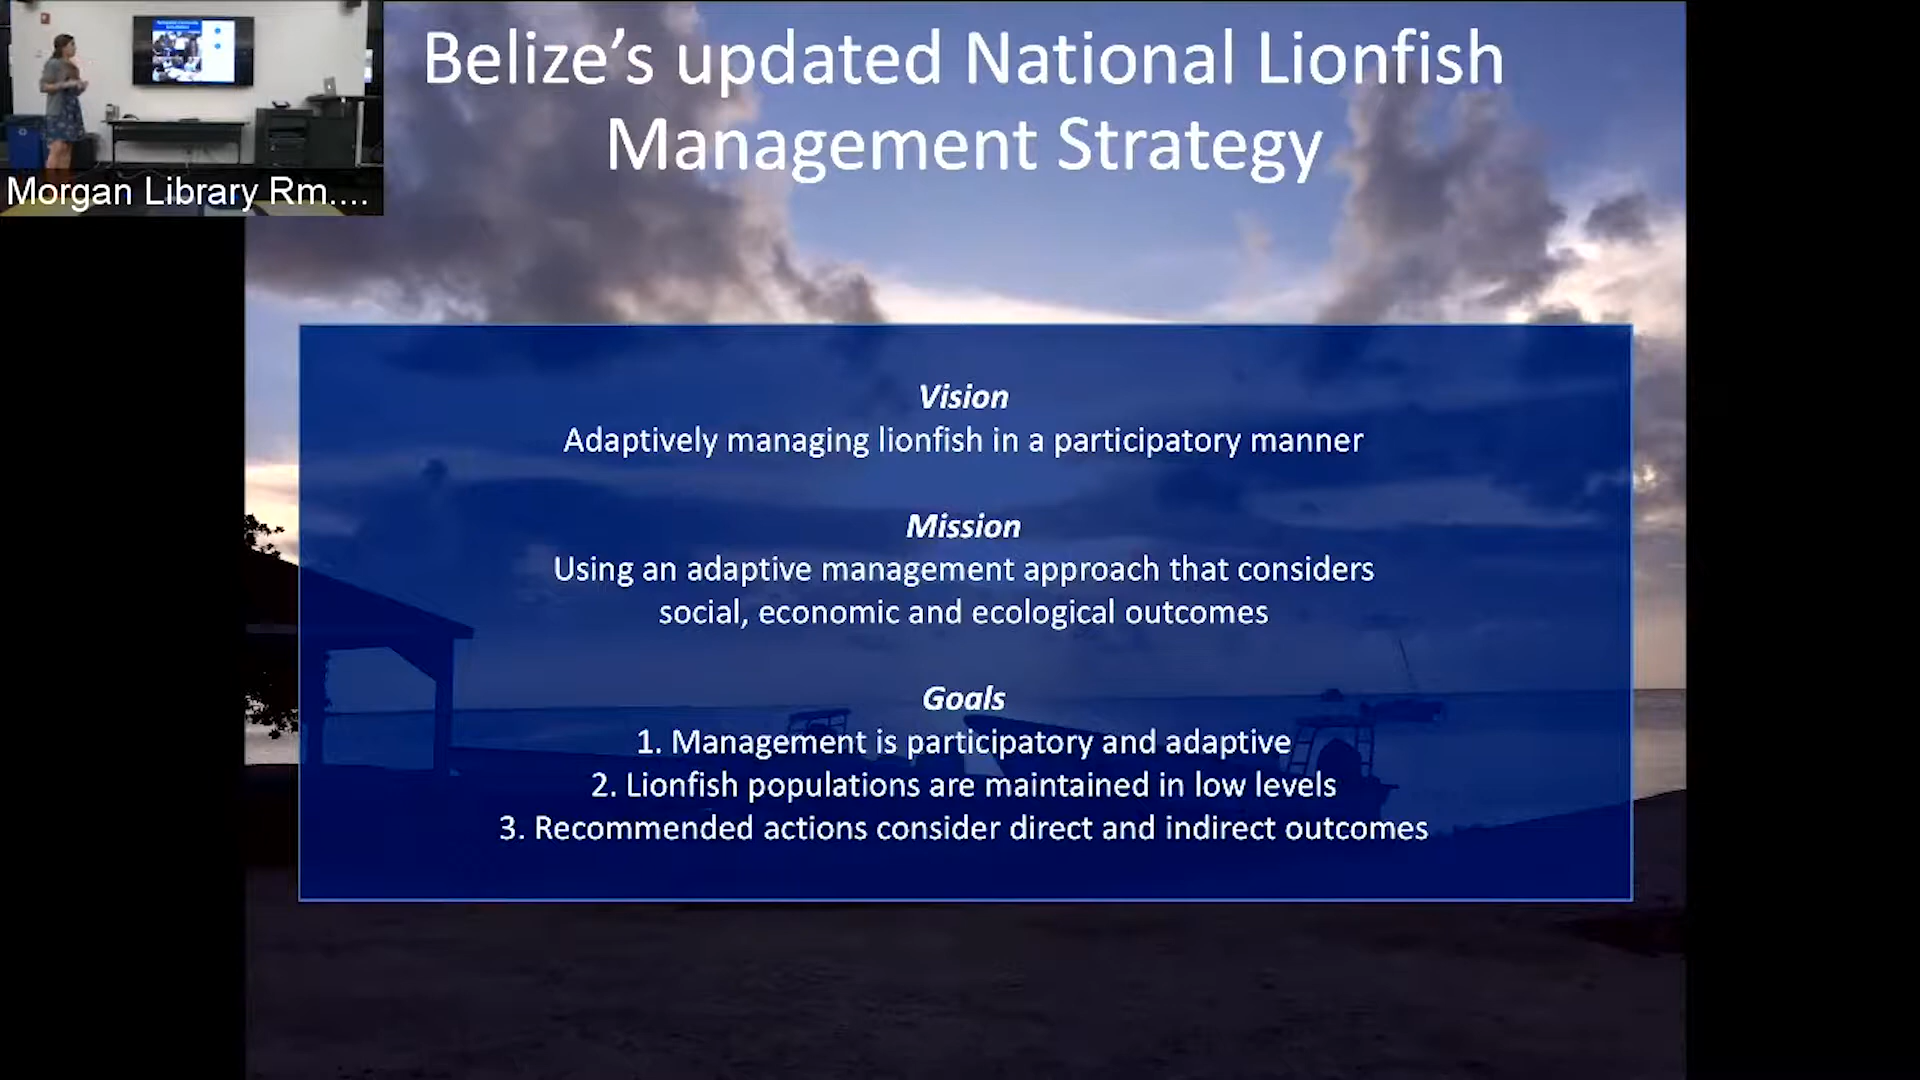 Belize’s updated National Lionfish
Management Strategy
Morgan Library Rm....
Vision
Adaptively managing lionfish in a participatory manner
Mission
Using an adaptive management approach that considers
social, economic and ecological outcomes
Goals
1. Management is participatory and adaptive
2. Lionfish populations are maintained in low levels
3. Recommended actions consider direct and indirect outcomes